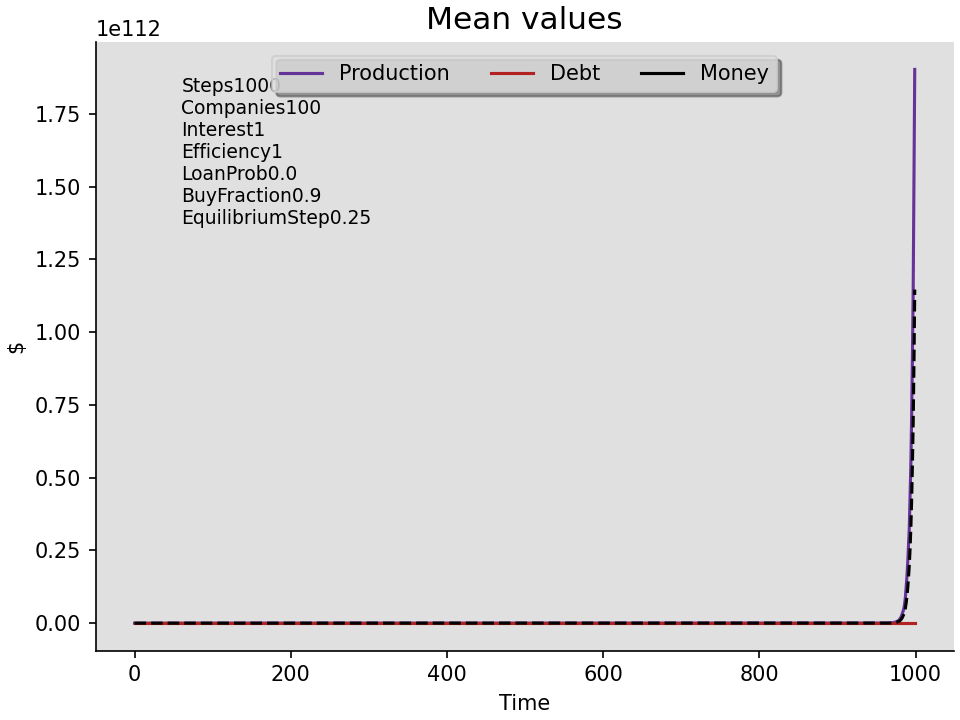 Mean values
1e112
Production Debt Money
Steps1000
Companies100
Interest1
Efficiency1
LoanProb0.0
BuyFraction0.9
EquilibriumStep0.25
1.75
1.50
1.25
1.00
0.75
0.50
0.25
0.00
$
0 200 400 600 800 1000
Time